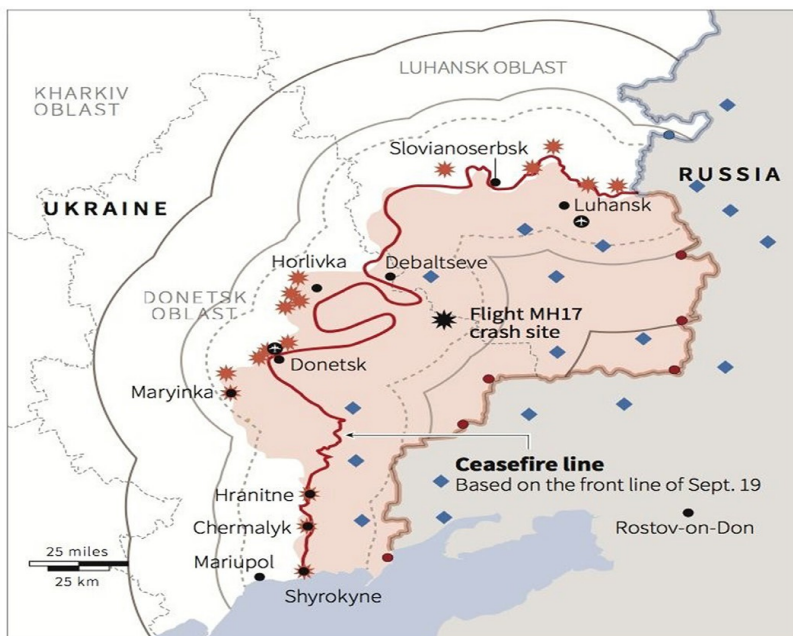 LUHANSK OBLAST
KHARKIV
OBLAST
Slovianoserbsk
RUSSIA
UKRAINE
Luhansk
Horlivka
Debaltseve
DONETSK
OBLAST
Flight MH17
crash site
Donetsk
Maryinka
Ceasefire line
Based on the front line of Sept. 19
Hranitne
Chermalyk
Rostov-on-Don
25 miles
25 km
Mariupol
Shyrokyne